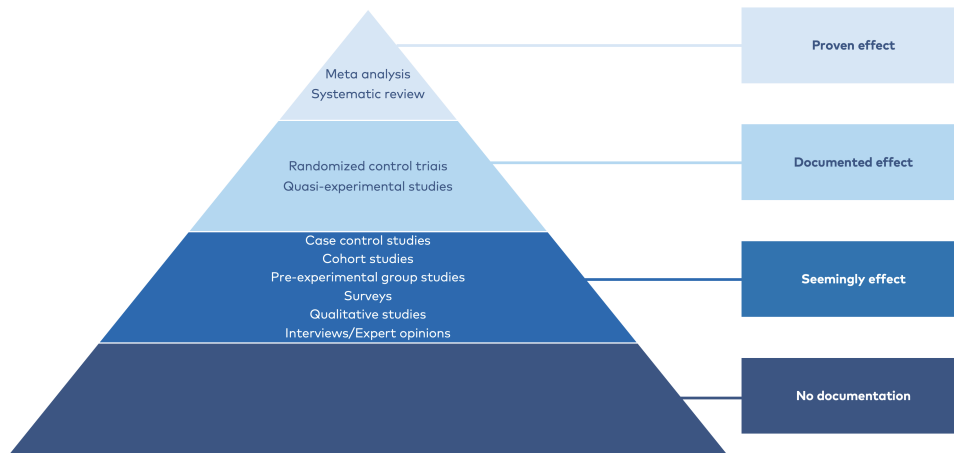 Meta analysis
Systematic review
Proven effect
Randomized control triais
Quasi-experimental studies
Documented effect
Case control studies
Cohort studies
Pre-experimental group studies
Surveys
Qualitative studies
Interviews/Expert opinions
Seemingly effect
No documentation